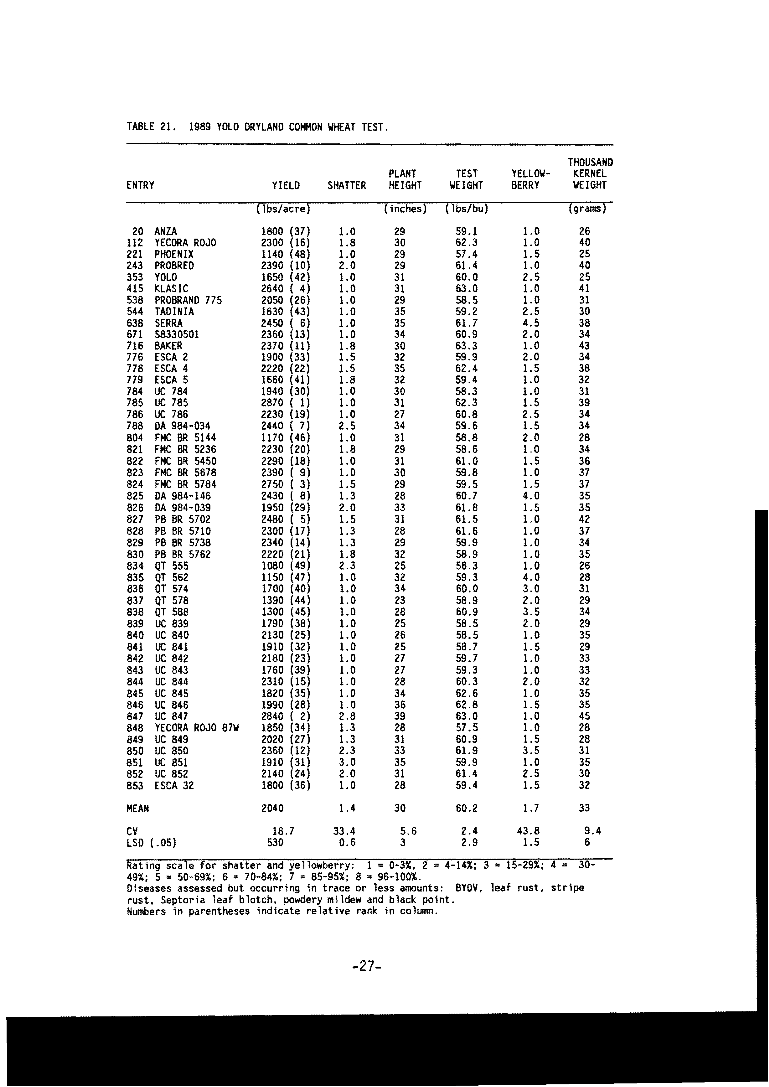 TABLE 21. 1989 YOLO DRYLAND COMMON WHEAT TEST.
THOUSAND
PLANT TEST YELLOW- KERNEL
ENTRY YIELD SHATTER HEIGHT WEIGHT BERRY WEIGHT
(lbs/acre) (inches) (lbs/bu) (grams)
20 ANZA 1800 (37) 1.0 29 59.1 1.0 26
112 YECORA ROJO 2300 (16) 1.8 30 62.3 1.0 40
221 PHOENIX 1140 (48) 1.0 29 57.4 1.5 25
243 PROBRED 2390 (10) 2.0 29 61.4 1.0 40
353 YOLO 1650 (42) 1.0 31 60.0 2.5 25
415 KLASIC 2640 ( 4) 1.0 31 63.0 1.0 41
538 PROBRAND 775 2050 (26) 1.0 29 58.5 1.0 31
544 TADINIA 1630 (43) 1.0 35 59.2 2.5 30
638 SERRA 2450 ( 6) 1.0 35 61.7 4.5 38
671 S8330501 2360 (13) 1.0 34 60.9 2.0 34
716 BAKER 2370 (11) 1.8 30 63.3 1.0 43
776 ESCA 2 1900 (33) 1.5 32 59.9 2.0 34
778 ESCA 4 2220 (22) 1.5 35 62.4 1.5 38
779 ESCA 5 1660 (41) 1.8 32 59.4 1.0 32
784 UC 784 1940 (30) 1.0 30 58.3 1.0 31
785 UC 785 2870 ( 1) 1.0 31 62.3 1.5 39
786 UC 786 2230 (19) 1.0 27 60.8 2.5 34
788 DA 984-034 2440 ( 7) 2.5 34 59.6 1.5 34
804 FMC BR 5144 1170 (46) 1.0 31 58.8 2.0 28
821 FMC BR 5236 2230 (20) 1.8 29 58.6 1.0 34
822 FMC BR 5450 2290 (18) 1.0 31 61.0 1.5 36
823 FMC BR 5678 2390 ( 9) 1.0 30 59.8 1.0 37
824 FMC BR 5784 2750 ( 3) 1.5 29 59.5 1.5 37
825 DA 984-146 2430 ( 8) 1.3 28 60.7 4.0 35
826 DA 984-039 1950 (29) 2.0 33 61.8 1.5 35
827 PB BR 5702 2480 ( 5) 1.5 31 61.5 1.0 42
828 PB BR 5710 2300 (17) 1.3 28 61.6 1.0 37
829 PB BR 5738 2340 (14) 1.3 29 59.9 1.0 34
830 PB BR 5762 2220 (21) 1.8 32 58.9 1.0 35
834 QT 555 1080 (49) 2.3 25 58.3 1.0 26
835 QT 562 1150 (47) 1.0 32 59.3 4.0 28
836 QT 574 1700 (40) 1.0 34 60.0 3.0 31
837 QT 578 1390 (44) 1.0 23 58.9 2.0 29
838 QT 588 1300 (45) 1.0 28 60.9 3.5 34
839 UC 839 1790 (38) 1.0 25 58.5 2.0 29
840 UC 840 2130 (25) 1.0 26 58.5 1.0 35
841 UC 841 1910 (32) 1.0 25 58.7 1.5 29
842 UC 842 2180 (23) 1.0 27 59.7 1.0 33
843 UC 843 1760 (39) 1.0 27 59.3 1.0 33
844 UC 844 2310 (15) 1.0 28 60.3 2.0 32
845 UC 845 1820 (35) 1.0 34 62.6 1.0 35
846 UC 846 1990 (28) 1.0 36 62.8 1.5 35
847 UC 847 2840 ( 2) 2.8 39 63.0 1.0 45
848 YECORA ROJO 87W 1850 (34) 1.3 28 57.5 1.0 28
849 UC 849 2020 (27) 1.3 31 60.9 1.5 28
850 UC 850 2360 (12) 2.3 33 61.9 3.5 31
851 UC 851 1910 (31) 3.0 35 59.9 1.0 35
852 UC 852 2140 (24) 2.0 31 61.4 2.5 30
853 ESCA 32 1800 (36) 1.0 28 59.4 1.5 32
MEAN 2040 1.4 30 60.2 1.7 33
CV 18.7 33.4 5.6 2.4 43.8 9.4
LSD (.05) 530 0.6 3 2.9 1.5 6
Rating scale for shatter and yellowberry: 1 = 0-3%, 2 = 4-14%; 3 = 15-29%; 4 = 30-
49%; 5 = 50-69%; 6 = 70-84%; 7 = 85-95%; 8 = 96-100%.
Diseases assessed but occurring in trace or less amounts: BYDV, leaf rust, stripe
rust, Septoria leaf blotch, powdery mildew and black point.
Numbers in parentheses indicate relative rank in column.
-27-